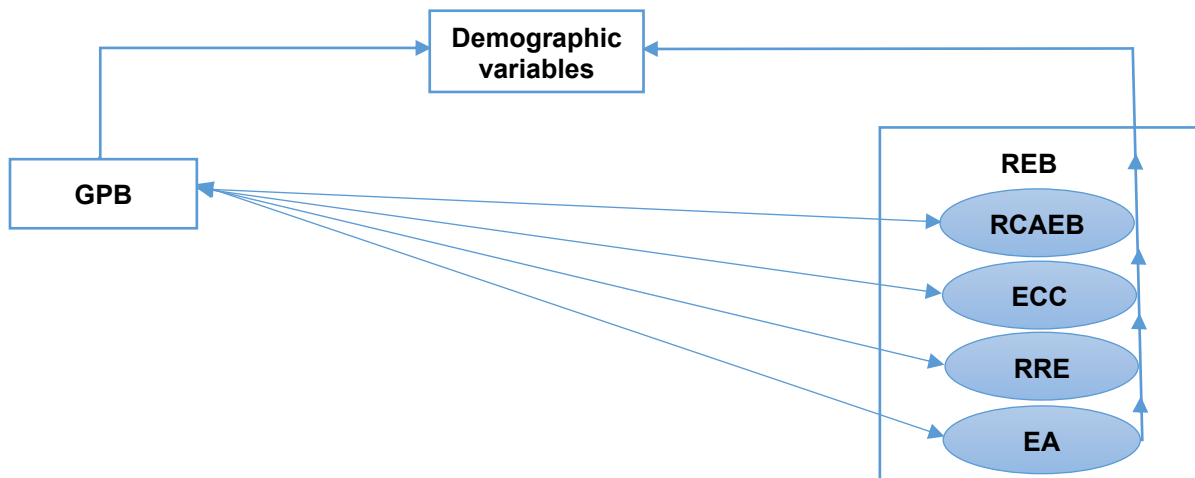 Demographic
variables
GPB
REB
RCAEB
ECC
RRE
EA